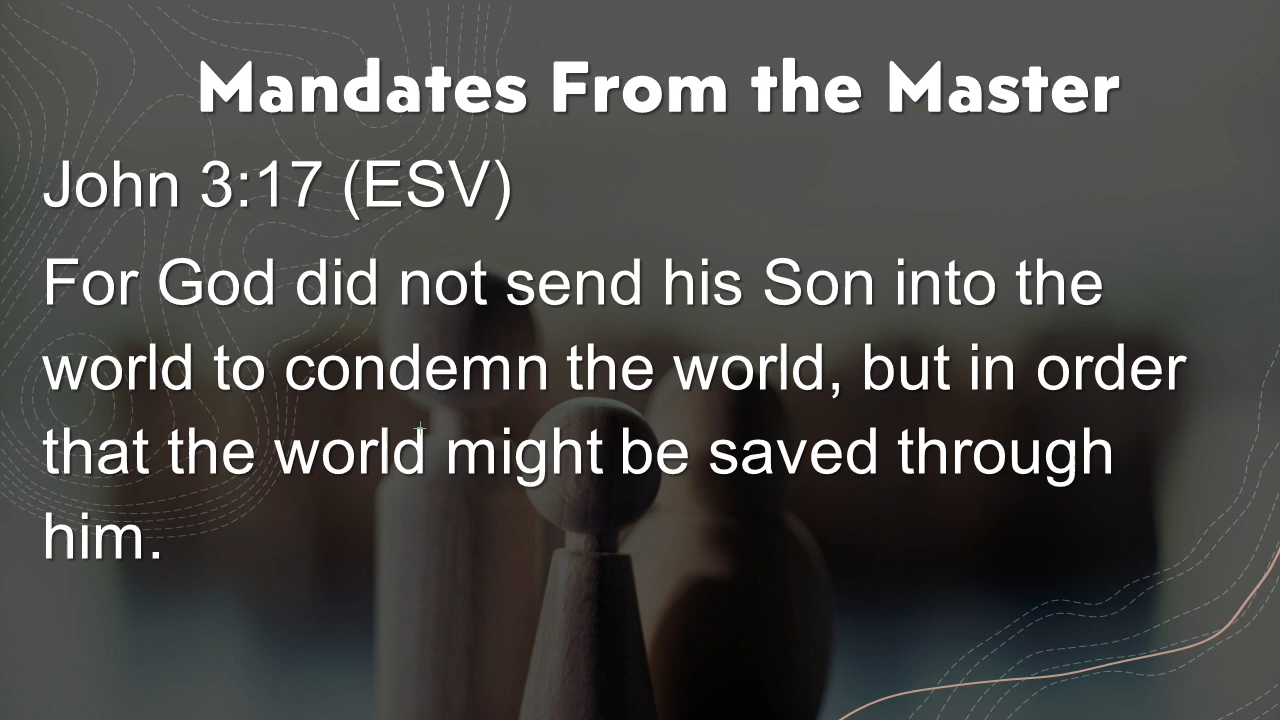 Mandates From the Master
John 3:17 (ESV)
For God did not send his Son into the
world to condemn the world, but in order
that the world might be saved through
him.